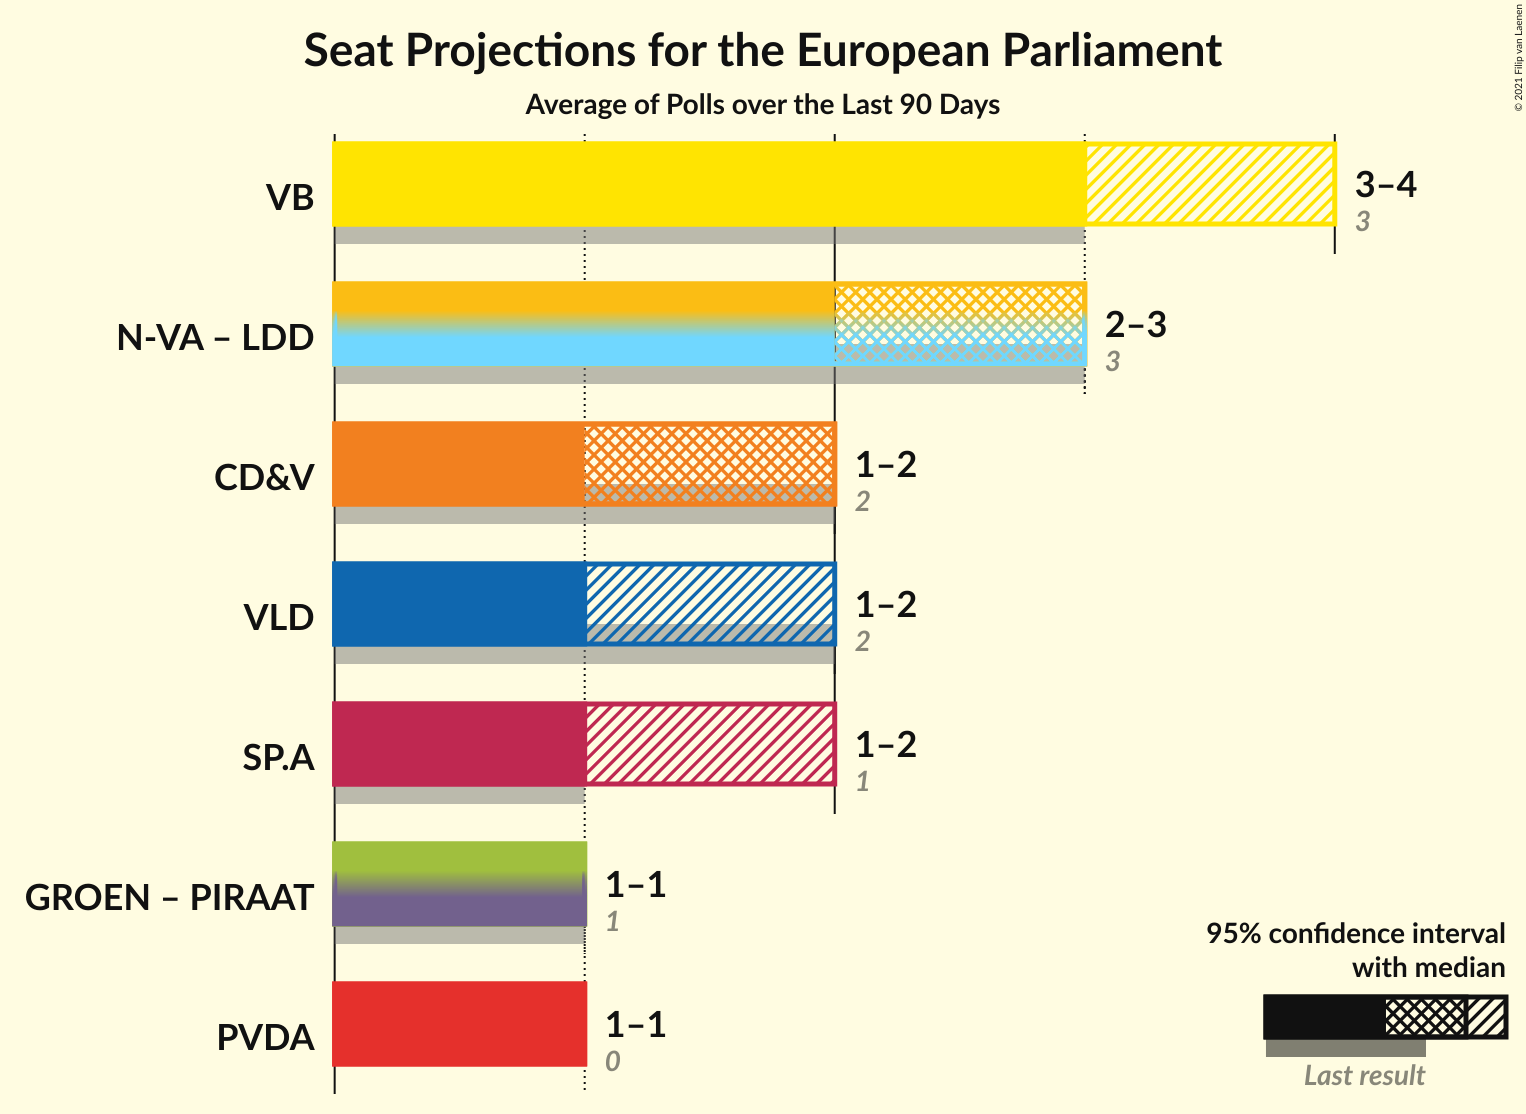 Seat Projections for the European Parliament
Average of Polls over the Last 90 Days
© 2021 Filip van Laenen
VB
3–4
3
N-VA – LDD
2–3
3
CD&V
1–2
2
VLD
1–2
2
SP.A
1–2
1
GROEN – PIRAAT
1–1
1
PVDA
1–1
0
95% confidence interval
with median
Last result